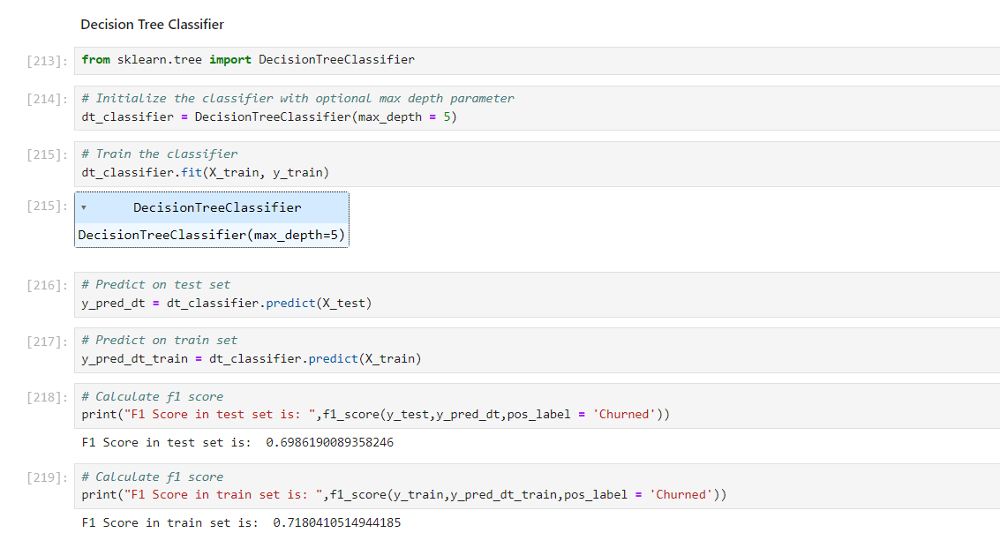 Decision Tree Classifier
[213]: from sklearn.tree import DecisionTreeClassifier
[214]: # Initialize the classifier with optional max depth parameter
dt_classifier = DecisionTreeClassifier(max_depth = 5)
[215]: # Train the classifier
dt_classifier.fit(X_train, y_train)
[215]: ▾ DecisionTreeClassifier
DecisionTreeClassifier(max_depth=5)
[216]: # Predict on test set
y_pred_dt = dt_classifier.predict(X_test)
[217]: # Predict on train set
y_pred_dt_train = dt_classifier.predict(X_train)
[218]: # Calculate f1 score
print("F1 Score in test set is: ",f1_score(y_test,y_pred_dt,pos_label = 'Churned'))
F1 Score in test set is:  0.6986190089358246
[219]: # Calculate f1 score
print("F1 Score in train set is: ",f1_score(y_train,y_pred_dt_train,pos_label = 'Churned'))
F1 Score in train set is:  0.7180410514944185